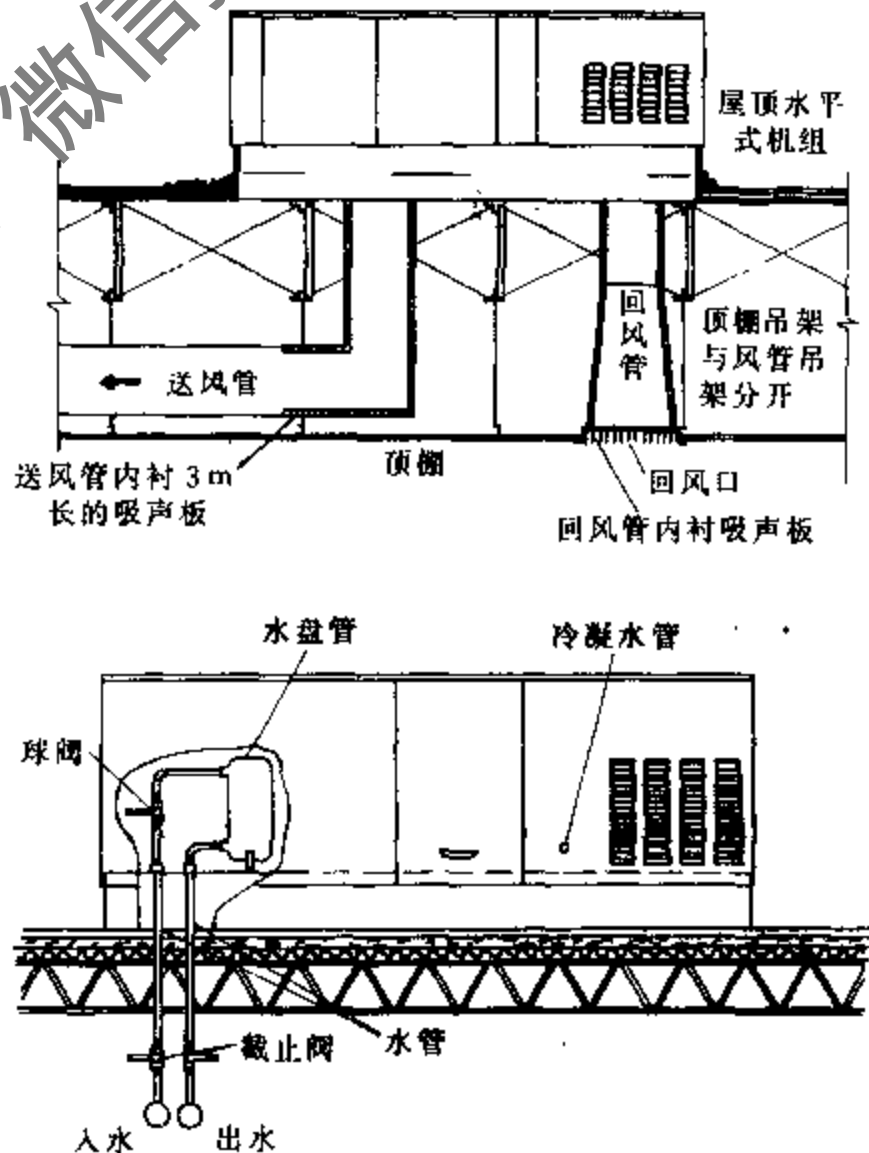 微信
屋顶水平
式机组
回
风
管
顶棚吊架
与风管吊
架分开
送风管
送风管内衬3m
长的吸声板
顶棚
回风口
回风管内衬吸声板
水盘管
冷凝水管
球阀
截止阀
水管
入水
出水